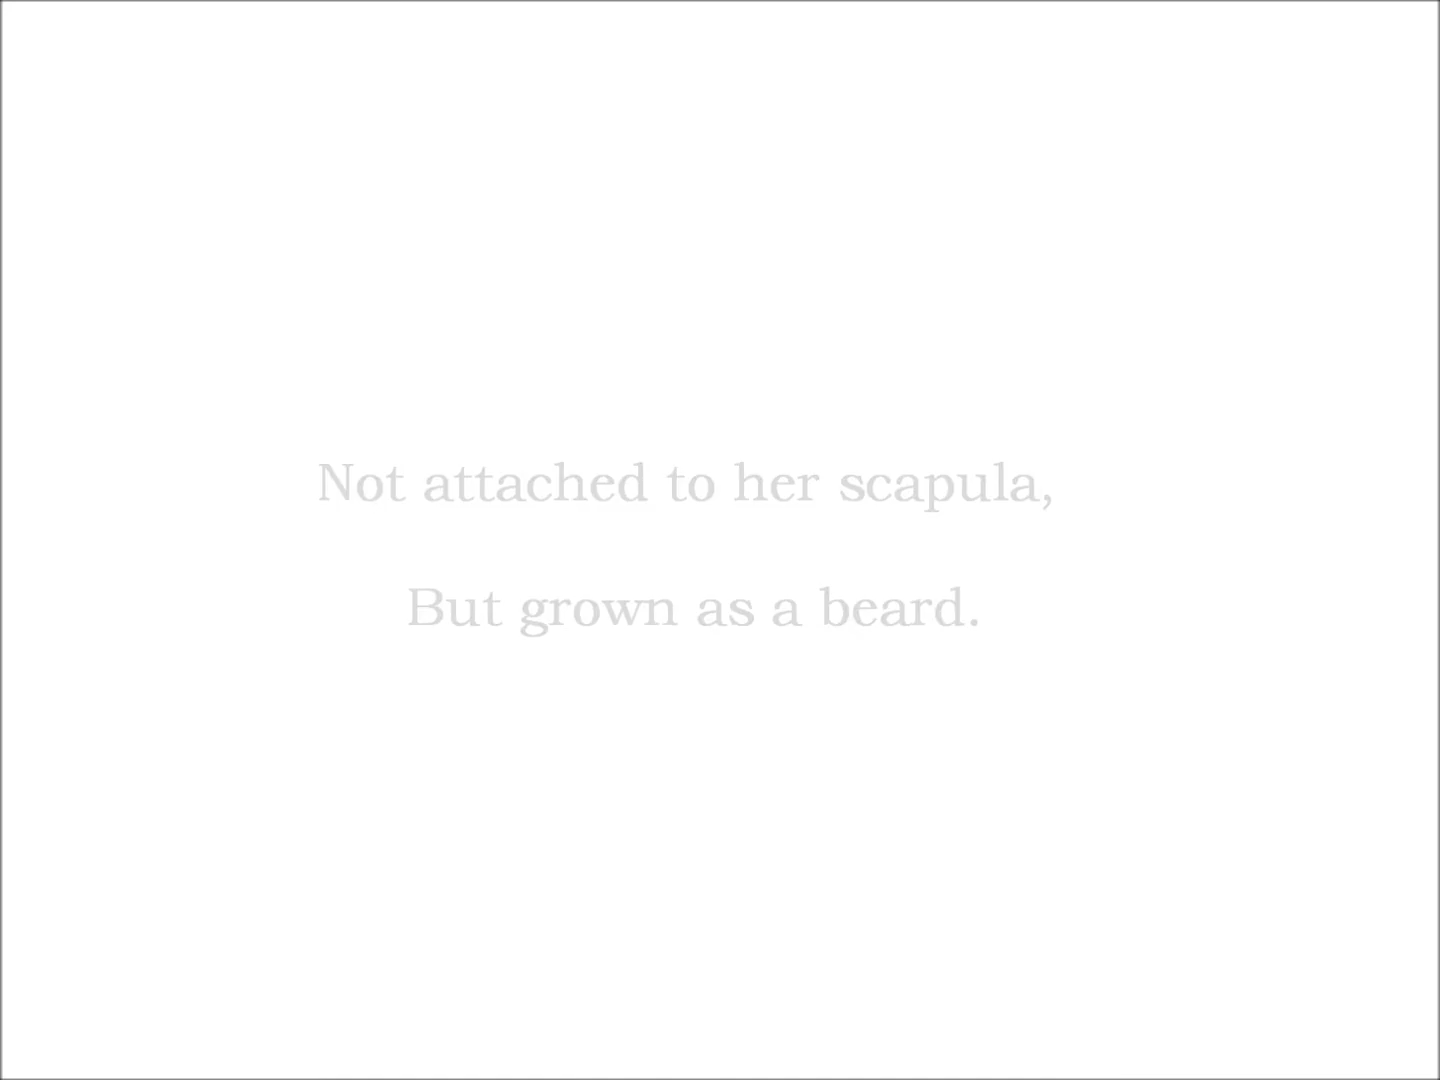 Not attached to her scapula,
But grown as a beard.